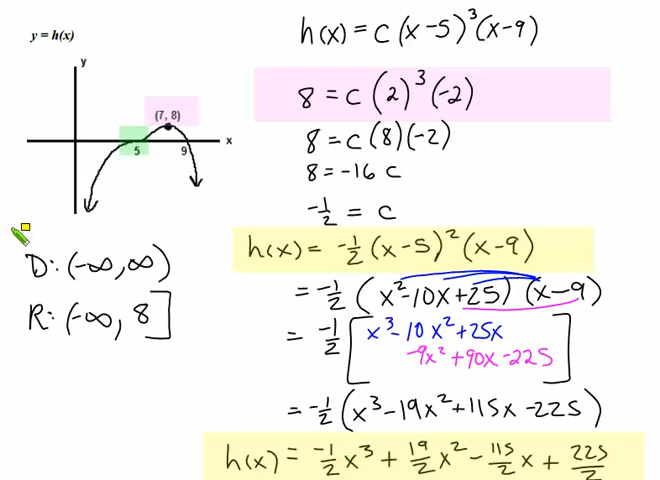 y = h(x)
y
(7, 8)
x
5
9
D: (-∞, ∞)
R: (-∞, 8]
h(x) = c(x-5)³(x-9)
8 = c(2)³(-2)
8 = c(8)(-2)
8 = -16 c
-1/2 = c
h(x) = -1/2 (x-5)²(x-9)
= -1/2 (x²-10x+25)(x-9)
= -1/2 [x³-10x²+25x
-9x²+90x-225]
= -1/2 (x³-19x²+115x-225)
h(x) = -1/2 x³ + 19/2 x² - 115/2 x + 225/2